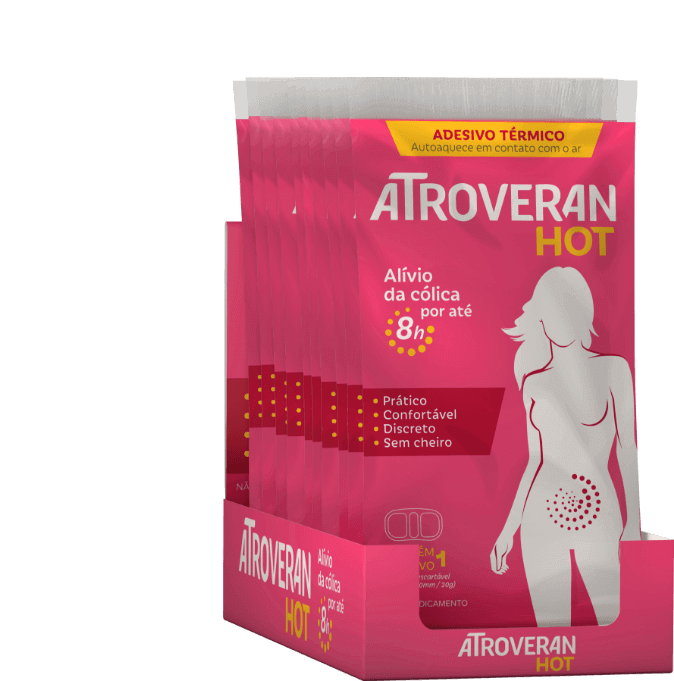 ADESIVO TÉRMICO
Autoaquece em contato com o ar
ATROVERAN
HOT
Alívio
da cólica
por até
8h
Prático
Confortável
Discreto
Sem cheiro
1
ATROVERAN
HOT
Alívio
da cólica
por até
8h
ATROVERAN
HOT